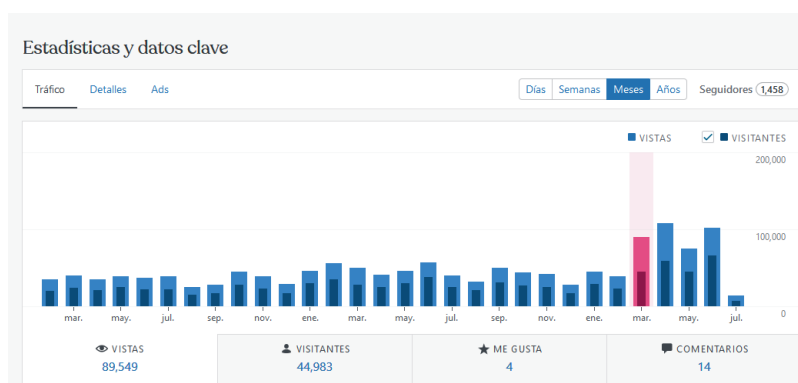 Estadísticas y datos clave
Tráfico Detalles Ads Días Semanas Meses Años Seguidores 1,458
VISTAS VISITANTES
200,000
100,000
0
mar. may. jul. sep. nov. ene. mar. may. jul. sep. nov. ene. mar. may. jul.
VISTAS VISITANTES ME GUSTA COMENTARIOS
89,549 44,983 4 14